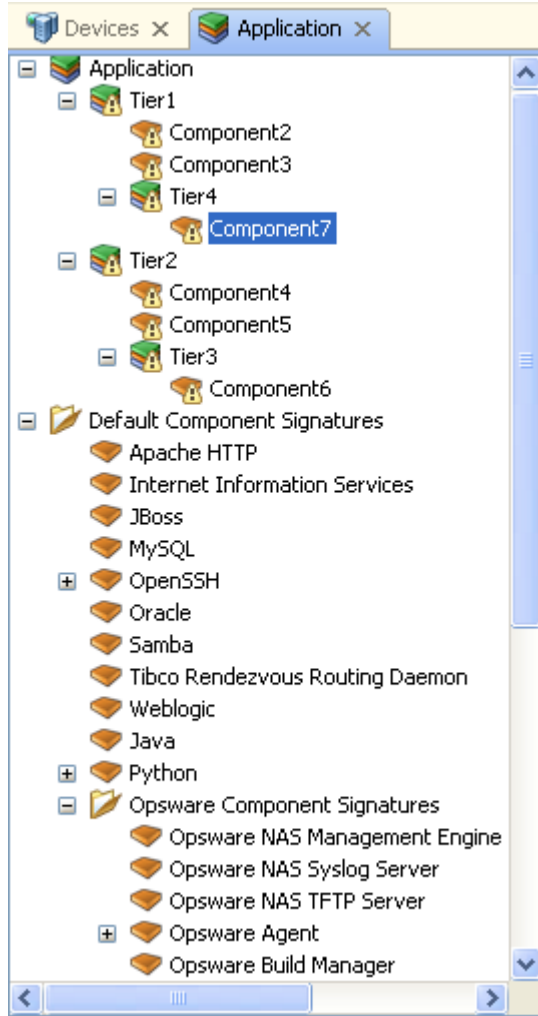 Devices Application
Application
Tier1
Component2
Component3
Tier4
Component7
Tier2
Component4
Component5
Tier3
Component6
Default Component Signatures
Apache HTTP
Internet Information Services
JBoss
MySQL
OpenSSH
Oracle
Samba
Tibco Rendezvous Routing Daemon
Weblogic
Java
Python
Opsware Component Signatures
Opsware NAS Management Engine
Opsware NAS Syslog Server
Opsware NAS TFTP Server
Opsware Agent
Opsware Build Manager